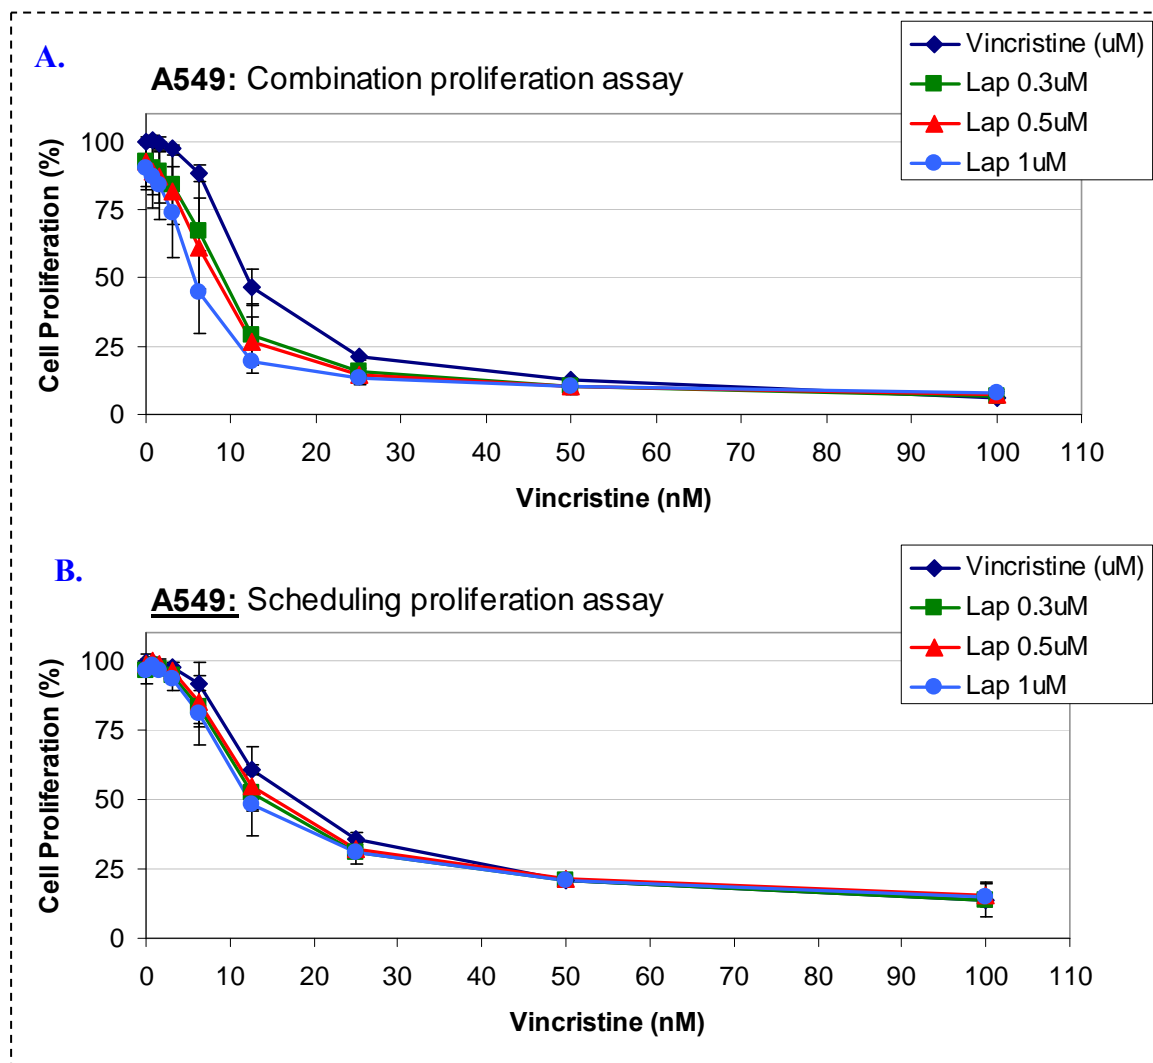 A.
A549: Combination proliferation assay
Vincristine (uM)
Lap 0.3uM
Lap 0.5uM
Lap 1uM
Cell Proliferation (%)
100
75
50
25
0
0 10 20 30 40 50 60 70 80 90 100 110
Vincristine (nM)
B.
A549: Scheduling proliferation assay
Vincristine (uM)
Lap 0.3uM
Lap 0.5uM
Lap 1uM
Cell Proliferation (%)
100
75
50
25
0
0 10 20 30 40 50 60 70 80 90 100 110
Vincristine (nM)